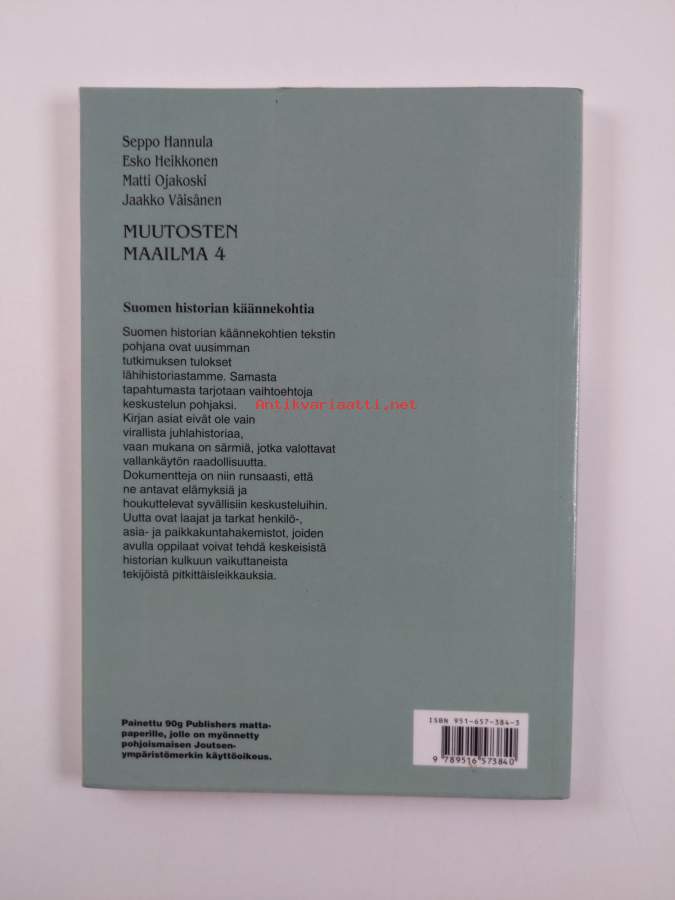 Seppo Hannula
Esko Heikkonen
Matti Ojakoski
Jaakko Väisänen
MUUTOSTEN
MAAILMA 4
Suomen historian käännekohtia
Suomen historian käännekohtien tekstin
pohjana ovat uusimman
tutkimuksen tulokset
lähihistoriastamme. Samasta
tapahtumasta tarjotaan vaihtoehtoja
keskustelun pohjaksi.
Antikvariaatti.net
Kirjan asiat eivät ole vain
virallista juhlahistoriaa,
vaan mukana on särmiä, jotka valottavat
vallankäytön raadollisuutta.
Dokumentteja on niin runsaasti, että
ne antavat elämyksiä ja
houkuttelevat syvällisiin keskusteluihin.
Uutta ovat laajat ja tarkat henkilö-,
asia- ja paikkakuntahakemistot, joiden
avulla oppilaat voivat tehdä keskeisistä
historian kulkuun vaikuttaneista
tekijöistä pitkittäisleikkauksia.
Painettu 90g Publishers matta-
paperille, jolle on myönnetty
pohjoismaisen Joutsen-
ympäristömerkin käyttöoikeus.
ISBN 951-657-384-3
9 789516 573840